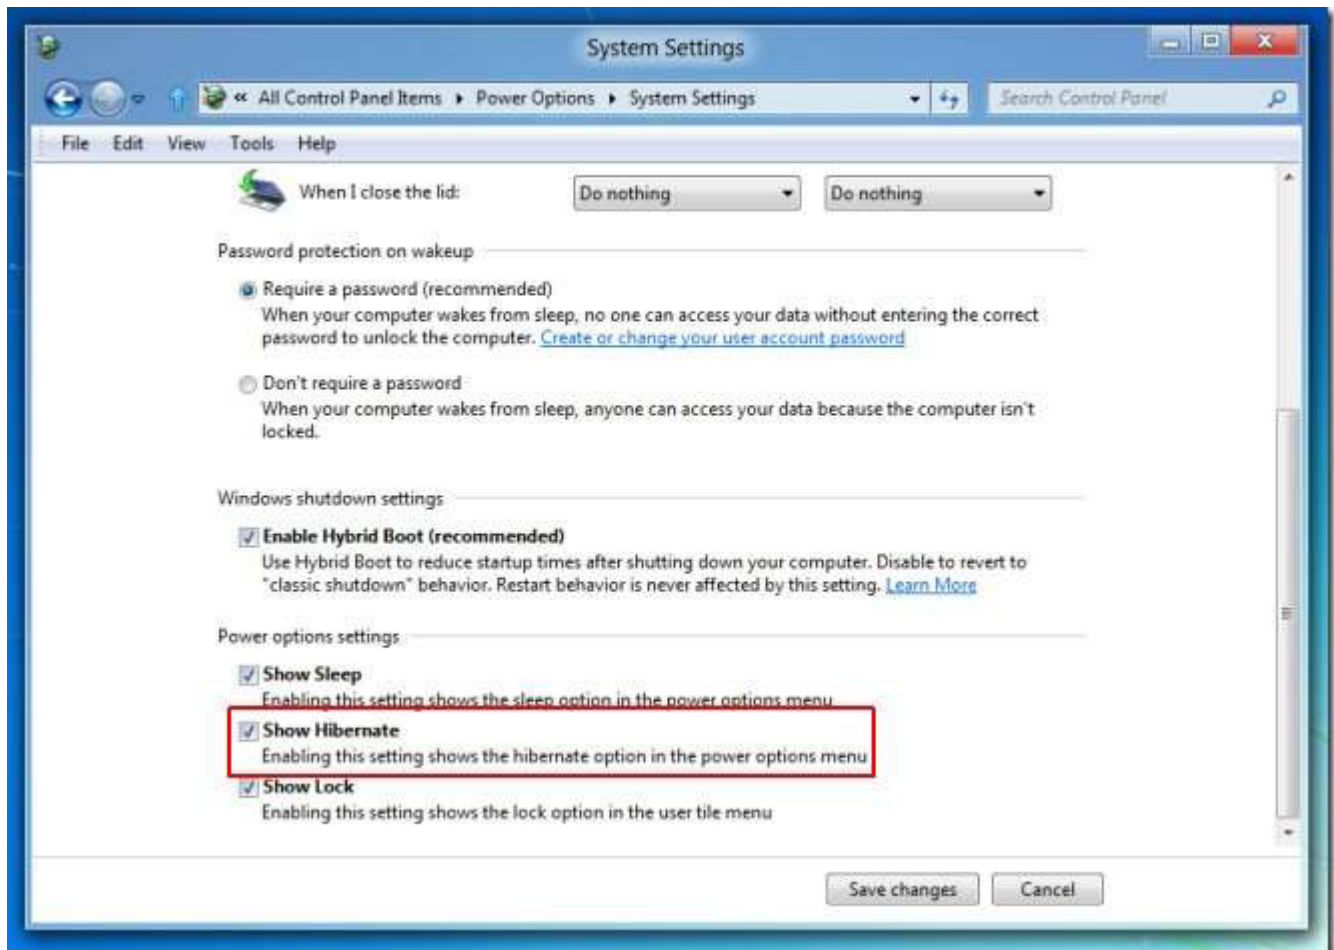 System Settings
« All Control Panel Items ▸ Power Options ▸ System Settings
Search Control Panel
File Edit View Tools Help
When I close the lid: Do nothing Do nothing
Password protection on wakeup
Require a password (recommended)
When your computer wakes from sleep, no one can access your data without entering the correct
password to unlock the computer. Create or change your user account password
Don't require a password
When your computer wakes from sleep, anyone can access your data because the computer isn't
locked.
Windows shutdown settings
Enable Hybrid Boot (recommended)
Use Hybrid Boot to reduce startup times after shutting down your computer. Disable to revert to
"classic shutdown" behavior. Restart behavior is never affected by this setting. Learn More
Power options settings
Show Sleep
Enabling this setting shows the sleep option in the power options menu
Show Hibernate
Enabling this setting shows the hibernate option in the power options menu
Show Lock
Enabling this setting shows the lock option in the user tile menu
Save changes Cancel